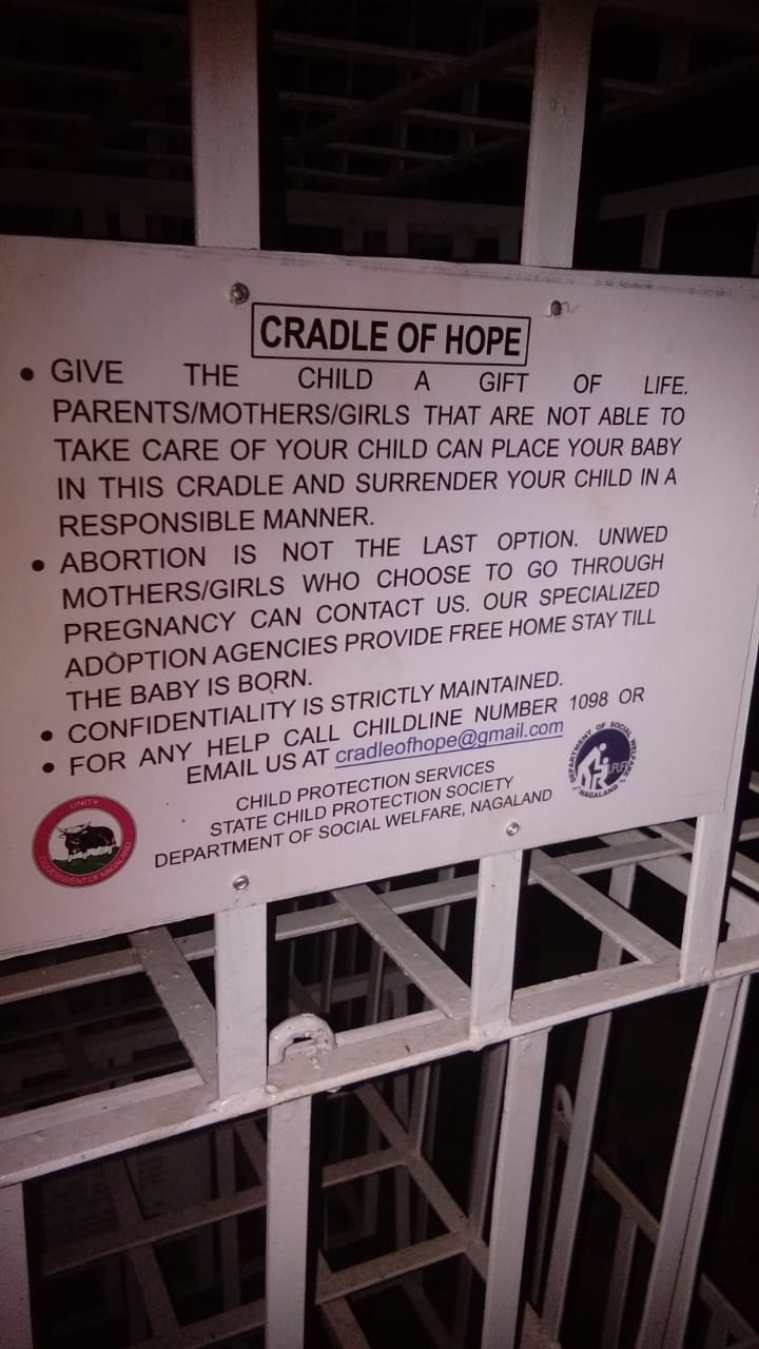 CRADLE OF HOPE
• GIVE THE CHILD A GIFT OF LIFE.
PARENTS/MOTHERS/GIRLS THAT ARE NOT ABLE TO
TAKE CARE OF YOUR CHILD CAN PLACE YOUR BABY
IN THIS CRADLE AND SURRENDER YOUR CHILD IN A
RESPONSIBLE MANNER.
• ABORTION IS NOT THE LAST OPTION. UNWED
MOTHERS/GIRLS WHO CHOOSE TO GO THROUGH
PREGNANCY CAN CONTACT US. OUR SPECIALIZED
ADOPTION AGENCIES PROVIDE FREE HOME STAY TILL
THE BABY IS BORN.
• CONFIDENTIALITY IS STRICTLY MAINTAINED.
• FOR ANY HELP CALL CHILDLINE NUMBER 1098 OR
EMAIL US AT cradleofhope@gmail.com
CHILD PROTECTION SERVICES
STATE CHILD PROTECTION SOCIETY
DEPARTMENT OF SOCIAL WELFARE, NAGALAND
UNITY
GOVERNMENT OF NAGALAND
DEPARTMENT OF SOCIAL WELFARE
NAGALAND